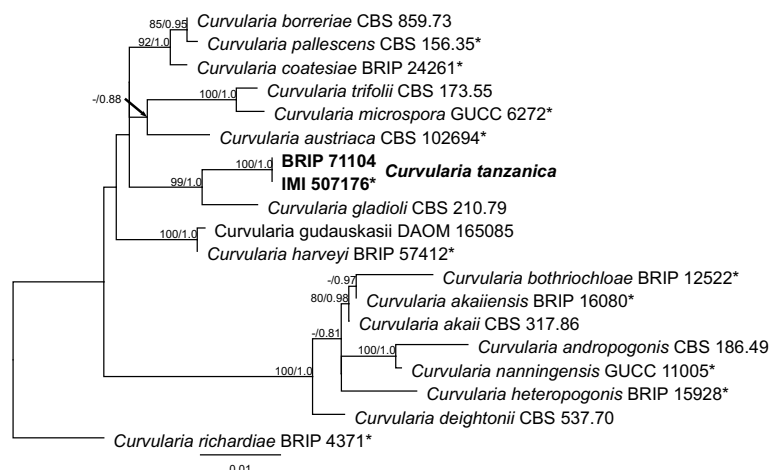 85/0.95
Curvularia borreriae CBS 859.73
92/1.0
Curvularia pallescens CBS 156.35*
Curvularia coatesiae BRIP 24261*
-/0.88
100/1.0
Curvularia trifolii CBS 173.55
Curvularia microspora GUCC 6272*
Curvularia austriaca CBS 102694*
100/1.0
BRIP 71104
Curvularia tanzanica
IMI 507176*
99/1.0
Curvularia gladioli CBS 210.79
100/1.0
Curvularia gudauskasii DAOM 165085
Curvularia harveyi BRIP 57412*
-/0.97
Curvularia bothriochloae BRIP 12522*
80/0.98
Curvularia akaiiensis BRIP 16080*
Curvularia akaii CBS 317.86
-/0.81
Curvularia andropogonis CBS 186.49
100/1.0
Curvularia nanningensis GUCC 11005*
100/1.0
Curvularia heteropogonis BRIP 15928*
Curvularia deightonii CBS 537.70
Curvularia richardiae BRIP 4371*
0.01